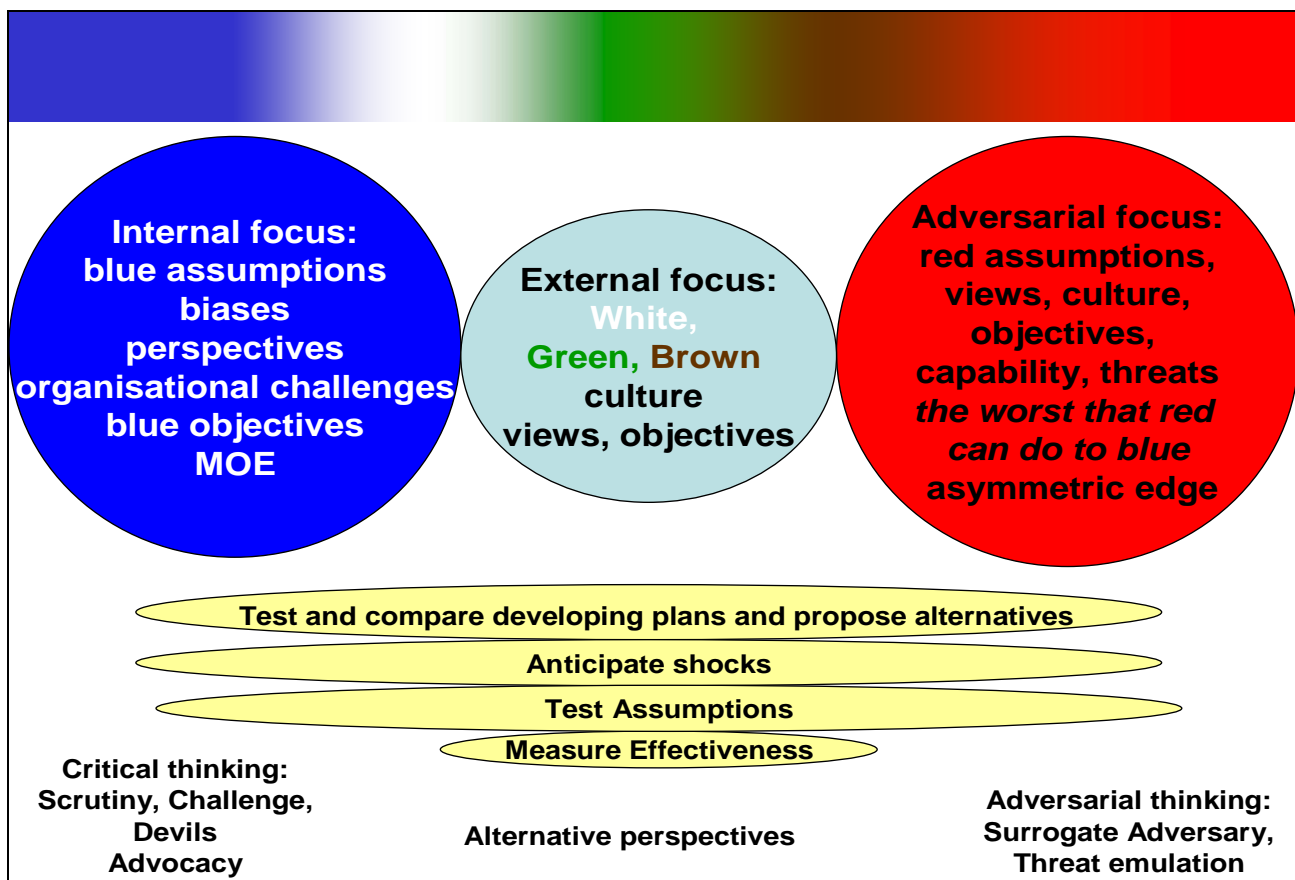 Internal focus:
blue assumptions
biases
perspectives
organisational challenges
blue objectives
MOE
External focus:
White,
Green, Brown
culture
views, objectives
Adversarial focus:
red assumptions,
views, culture,
objectives,
capability, threats
the worst that red
can do to blue
asymmetric edge
Test and compare developing plans and propose alternatives
Anticipate shocks
Test Assumptions
Measure Effectiveness
Critical thinking:
Scrutiny, Challenge,
Devils
Advocacy
Alternative perspectives
Adversarial thinking:
Surrogate Adversary,
Threat emulation